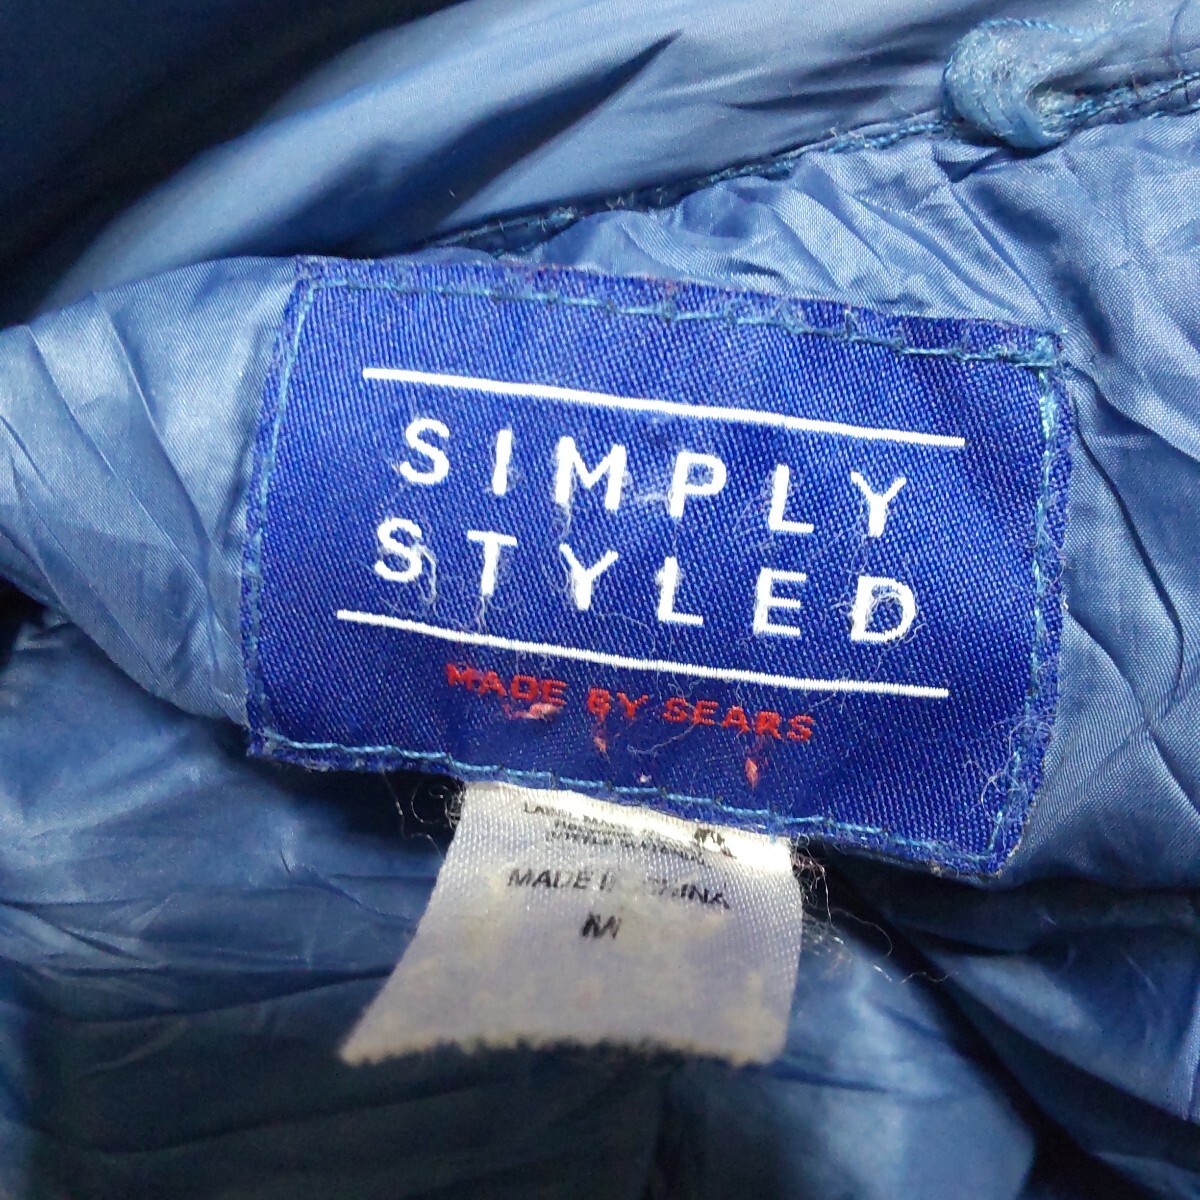 SIMPLY
STYLED
MADE BY SEARS
MADE IN CHINA
M